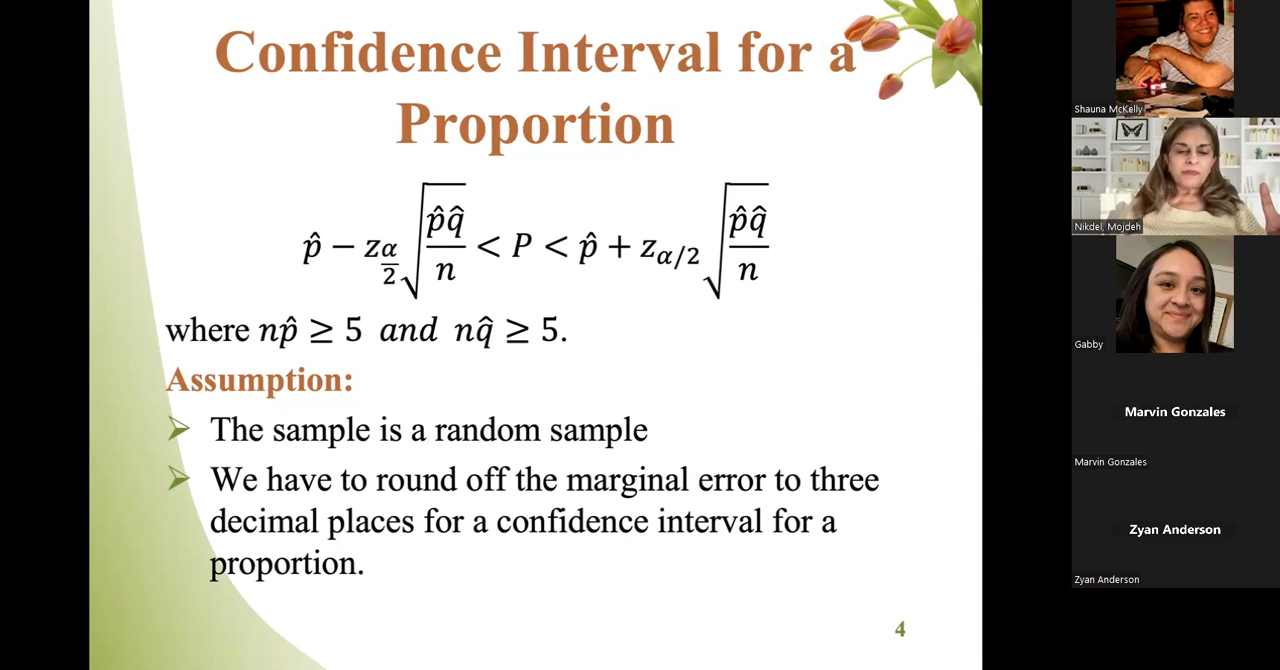 Confidence Interval for a
Proportion
p̂ − z_{α/2} √(p̂q̂/n) < P < p̂ + z_{α/2} √(p̂q̂/n)
where np̂ ≥ 5 and nq̂ ≥ 5.
Assumption:
➢ The sample is a random sample
➢ We have to round off the marginal error to three
decimal places for a confidence interval for a
proportion.
4
Shauna McKelly
Nikdel, Mojdeh
Gabby
Marvin Gonzales
Marvin Gonzales
Zyan Anderson
Zyan Anderson